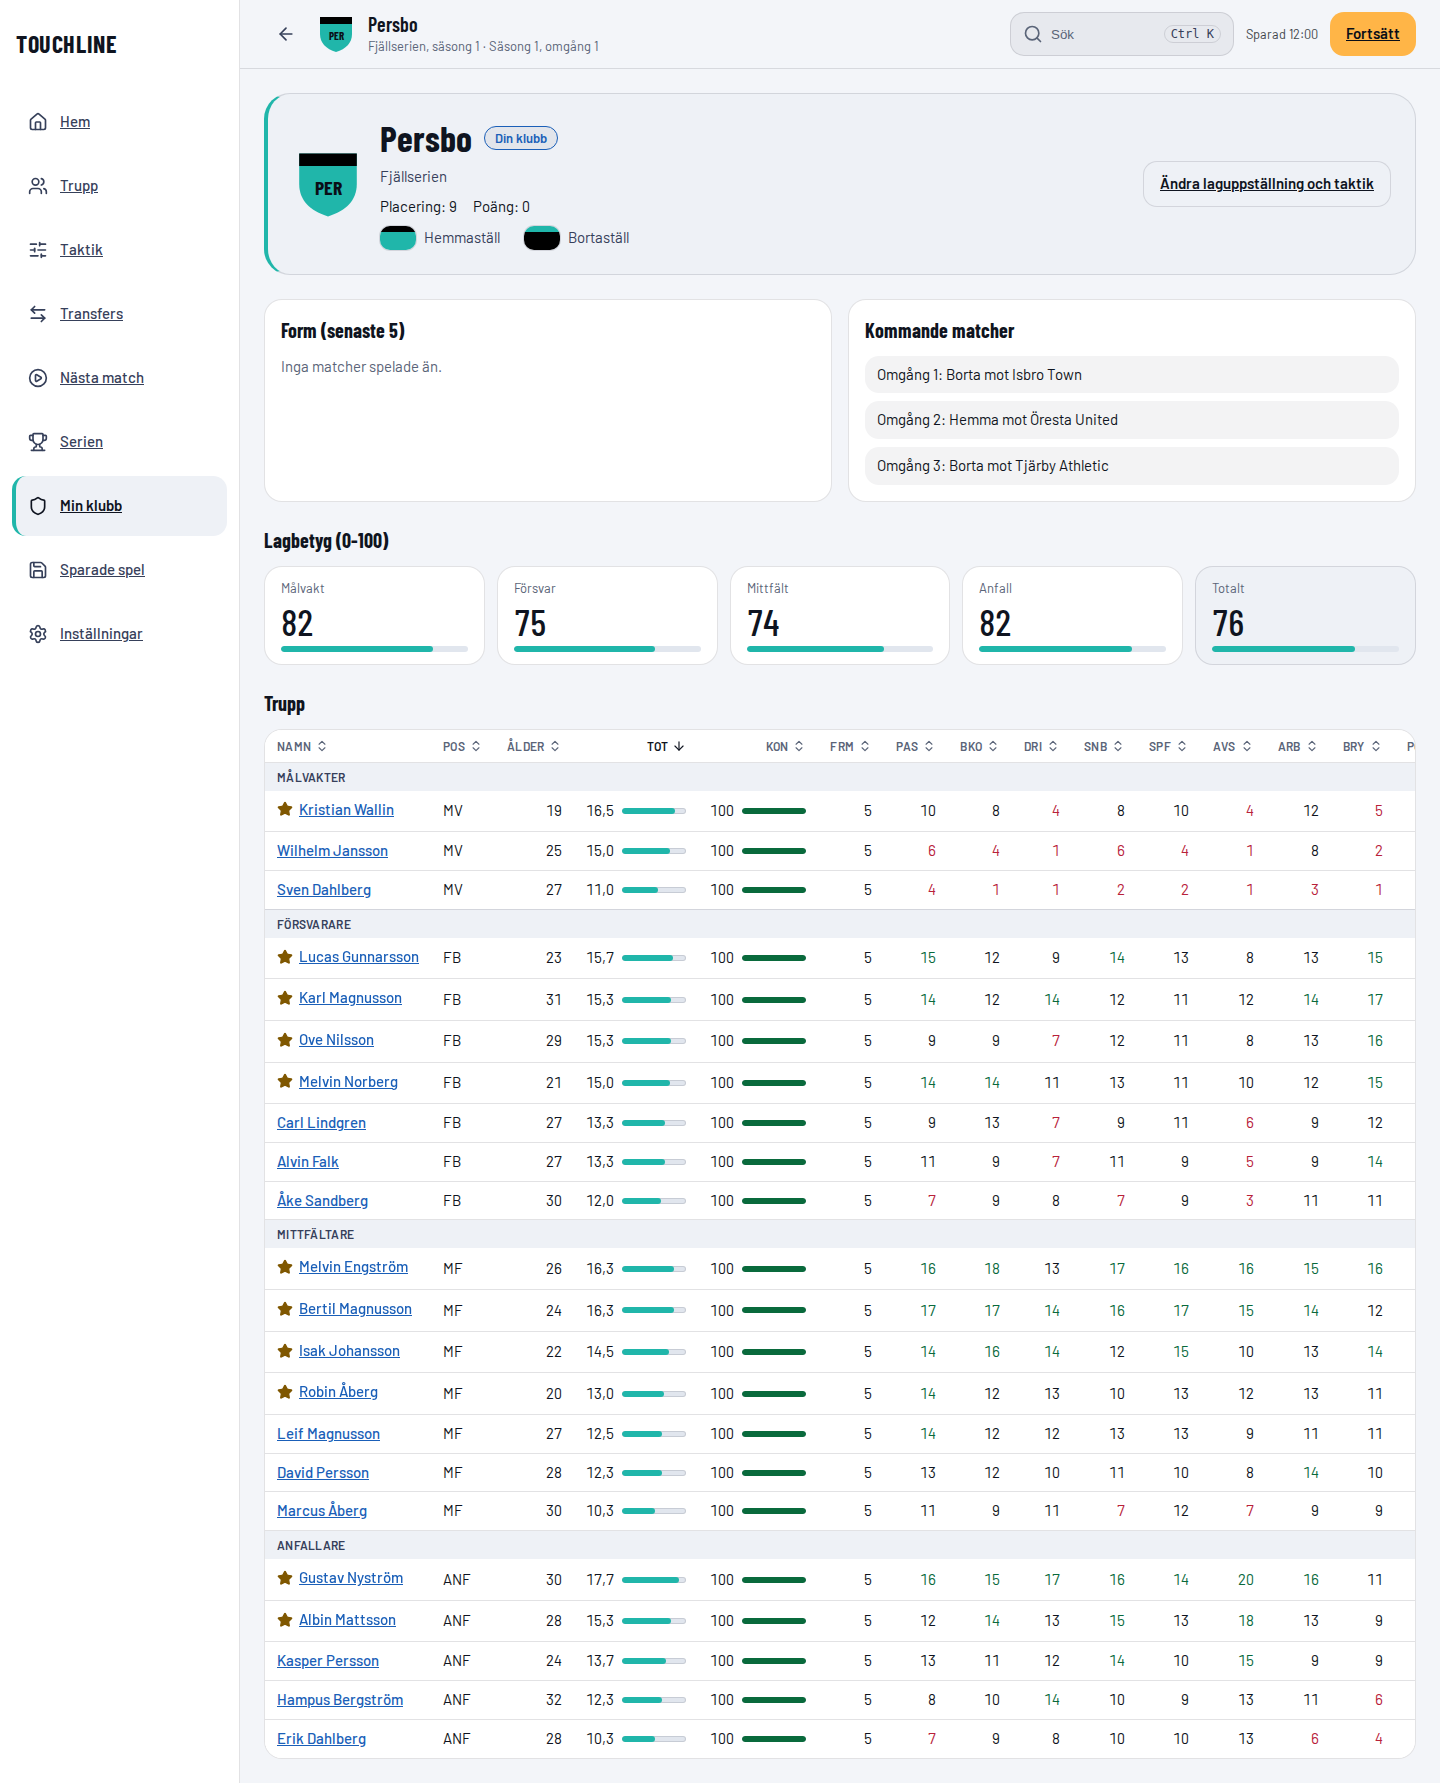 TOUCHLINE
Hem
Trupp
Taktik
Transfers
Nästa match
Serien
Min klubb
Sparade spel
Inställningar
PER
Persbo
Fjällserien, säsong 1 · Säsong 1, omgång 1
Sök Ctrl K
Sparad 12:00
Fortsätt
PER
Persbo Din klubb
Fjällserien
Placering: 9 Poäng: 0
Hemmaställ Bortaställ
Ändra laguppställning och taktik
Form (senaste 5)
Inga matcher spelade än.
Kommande matcher
Omgång 1: Borta mot Isbro Town
Omgång 2: Hemma mot Öresta United
Omgång 3: Borta mot Tjärby Athletic
Lagbetyg (0-100)
Målvakt Försvar Mittfält Anfall Totalt
82 75 74 82 76
Trupp
NAMN POS ÅLDER TOT KON FRM PAS BKO DRI SNB SPF AVS ARB BRY
MÅLVAKTER
Kristian Wallin MV 19 16,5 100 5 10 8 4 8 10 4 12 5
Wilhelm Jansson MV 25 15,0 100 5 6 4 1 6 4 1 8 2
Sven Dahlberg MV 27 11,0 100 5 4 1 1 2 2 1 3 1
FÖRSVARARE
Lucas Gunnarsson FB 23 15,7 100 5 15 12 9 14 13 8 13 15
Karl Magnusson FB 31 15,3 100 5 14 12 14 12 11 12 14 17
Ove Nilsson FB 29 15,3 100 5 9 9 7 12 11 8 13 16
Melvin Norberg FB 21 15,0 100 5 14 14 11 13 11 10 12 15
Carl Lindgren FB 27 13,3 100 5 9 13 7 9 11 6 9 12
Alvin Falk FB 27 13,3 100 5 11 9 7 11 9 5 9 14
Åke Sandberg FB 30 12,0 100 5 7 9 8 7 9 3 11 11
MITTFÄLTARE
Melvin Engström MF 26 16,3 100 5 16 18 13 17 16 16 15 16
Bertil Magnusson MF 24 16,3 100 5 17 17 14 16 17 15 14 12
Isak Johansson MF 22 14,5 100 5 14 16 14 12 15 10 13 14
Robin Åberg MF 20 13,0 100 5 14 12 13 10 13 12 13 11
Leif Magnusson MF 27 12,5 100 5 14 12 12 13 13 9 11 11
David Persson MF 28 12,3 100 5 13 12 10 11 10 8 14 10
Marcus Åberg MF 30 10,3 100 5 11 9 11 7 12 7 9 9
ANFALLARE
Gustav Nyström ANF 30 17,7 100 5 16 15 17 16 14 20 16 11
Albin Mattsson ANF 28 15,3 100 5 12 14 13 15 13 18 13 9
Kasper Persson ANF 24 13,7 100 5 13 11 12 14 10 15 9 9
Hampus Bergström ANF 32 12,3 100 5 8 10 14 10 9 13 11 6
Erik Dahlberg ANF 28 10,3 100 5 7 9 8 10 10 13 6 4